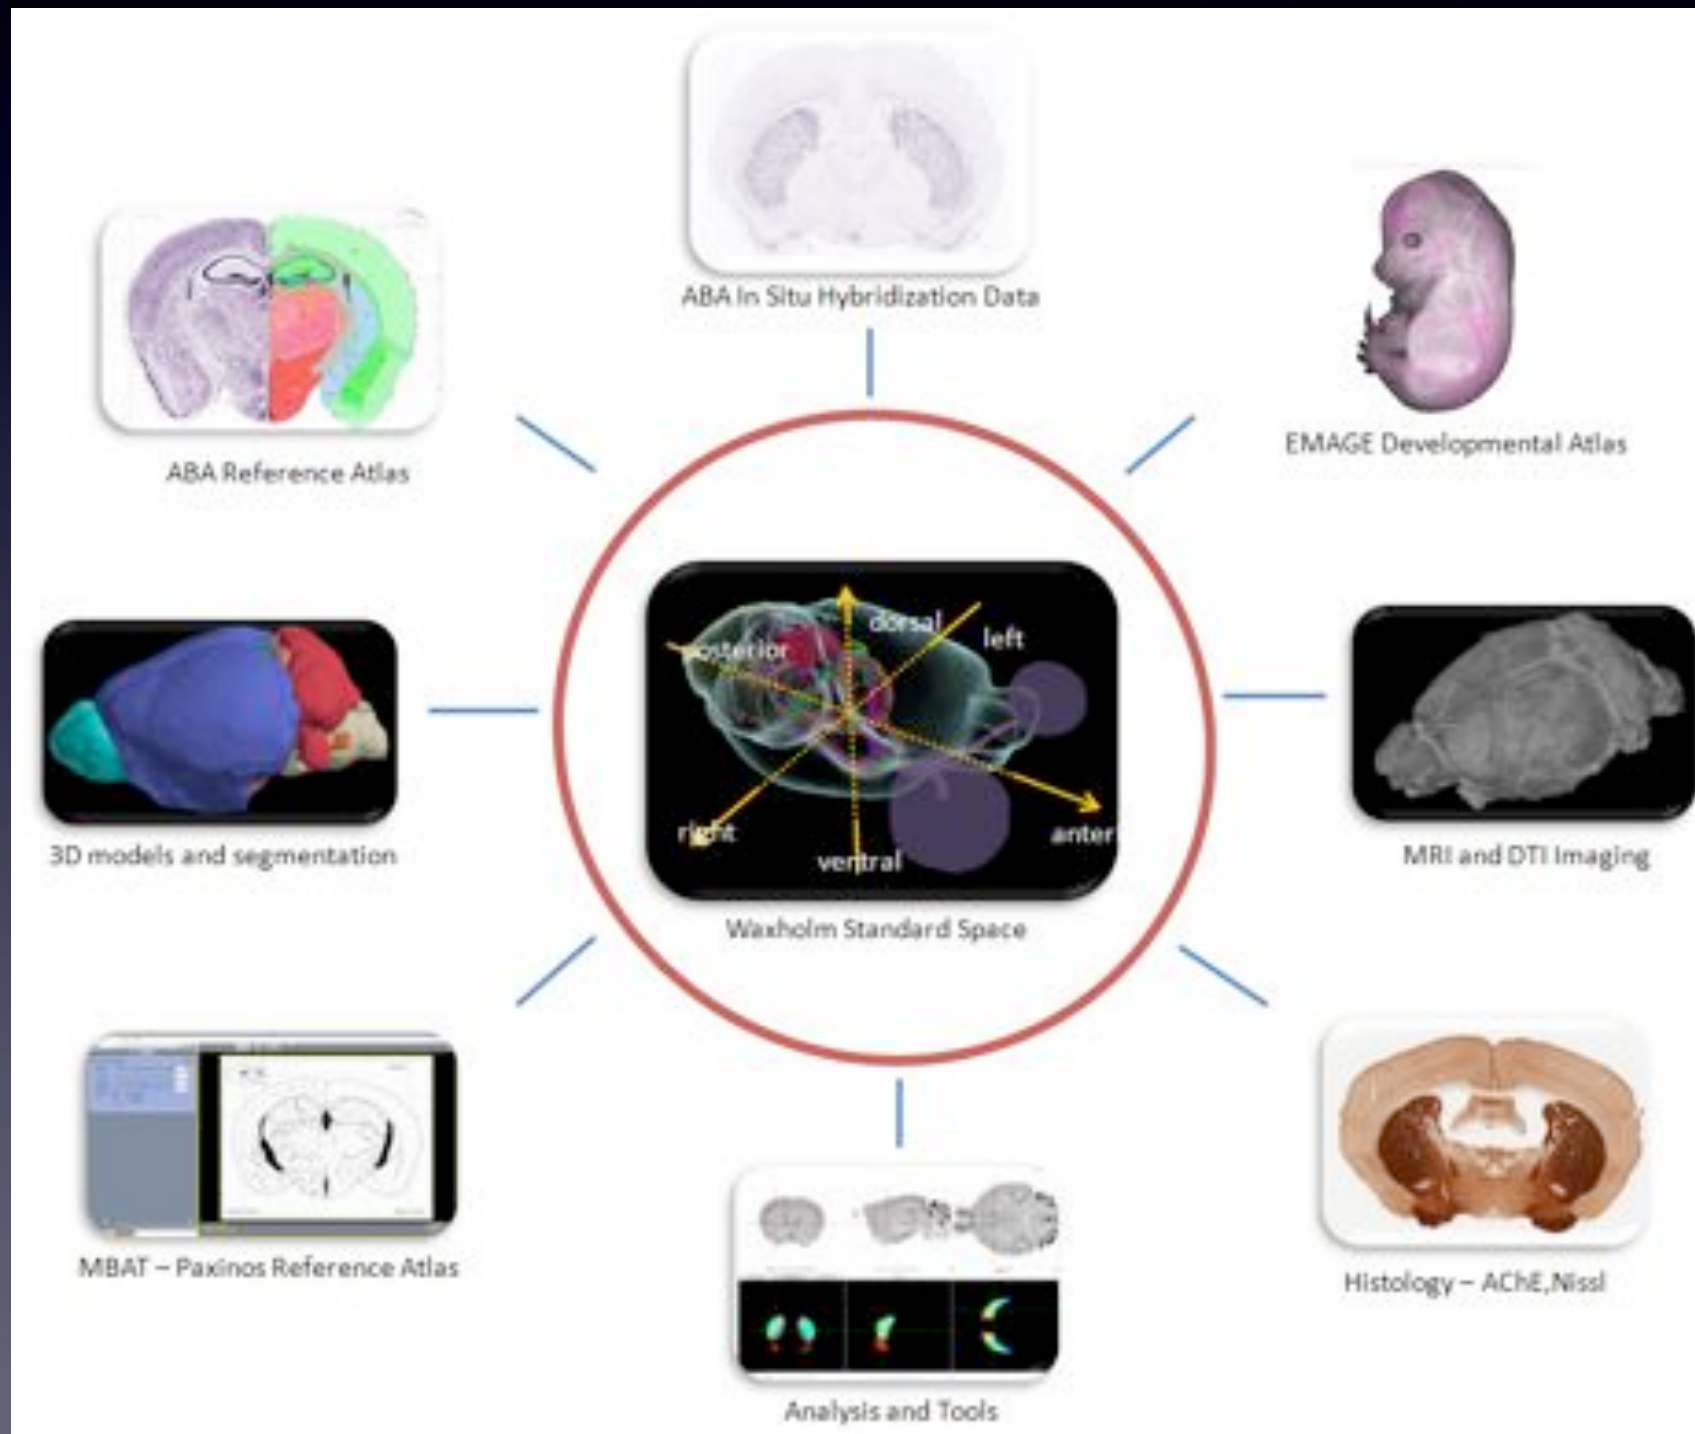 ABA In Situ Hybridization Data
ABA Reference Atlas
EMAGE Developmental Atlas
dorsal
left
posterior
right
ventral
anter
Waxholm Standard Space
3D models and segmentation
MRI and DTI Imaging
MBAT – Paxinos Reference Atlas
Histology – AChE,Nissl
Analysis and Tools